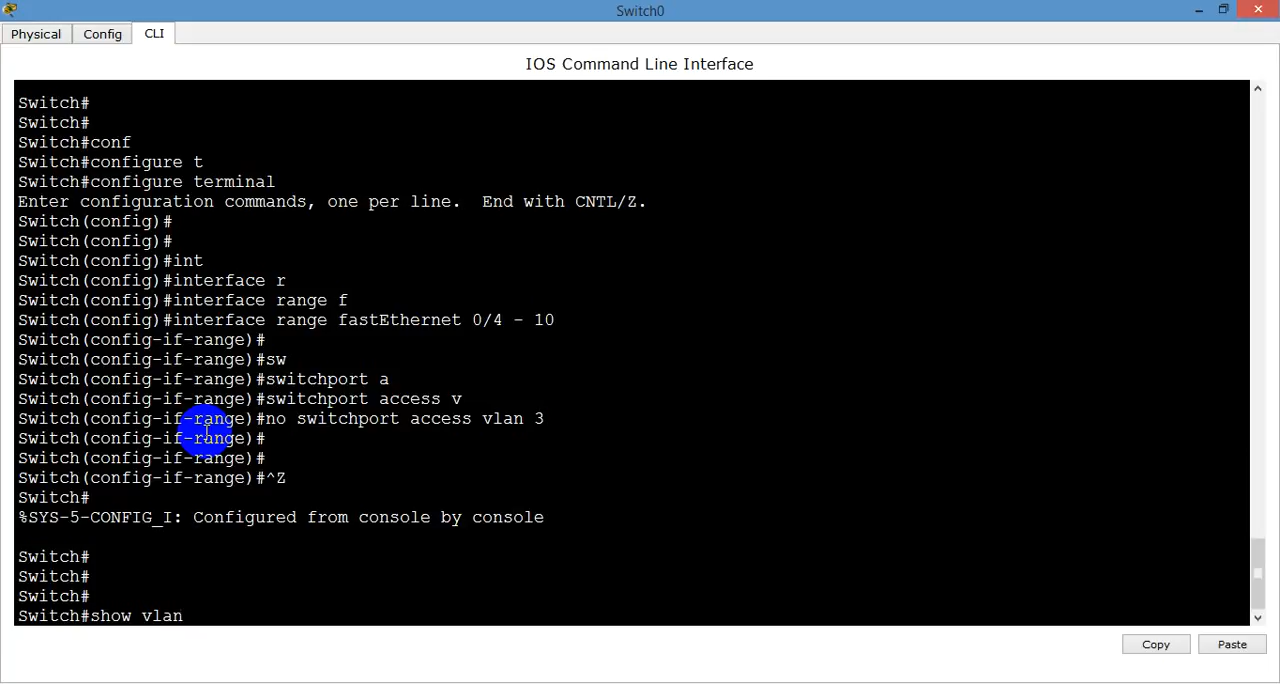 Switch0
Physical Config CLI
IOS Command Line Interface
Switch#
Switch#
Switch#conf
Switch#configure t
Switch#configure terminal
Enter configuration commands, one per line.  End with CNTL/Z.
Switch(config)#
Switch(config)#
Switch(config)#int
Switch(config)#interface r
Switch(config)#interface range f
Switch(config)#interface range fastEthernet 0/4 - 10
Switch(config-if-range)#
Switch(config-if-range)#sw
Switch(config-if-range)#switchport a
Switch(config-if-range)#switchport access v
Switch(config-if-range)#no switchport access vlan 3
Switch(config-if-range)#
Switch(config-if-range)#
Switch(config-if-range)#^Z
Switch#
%SYS-5-CONFIG_I: Configured from console by console
Switch#
Switch#
Switch#
Switch#show vlan
Copy Paste